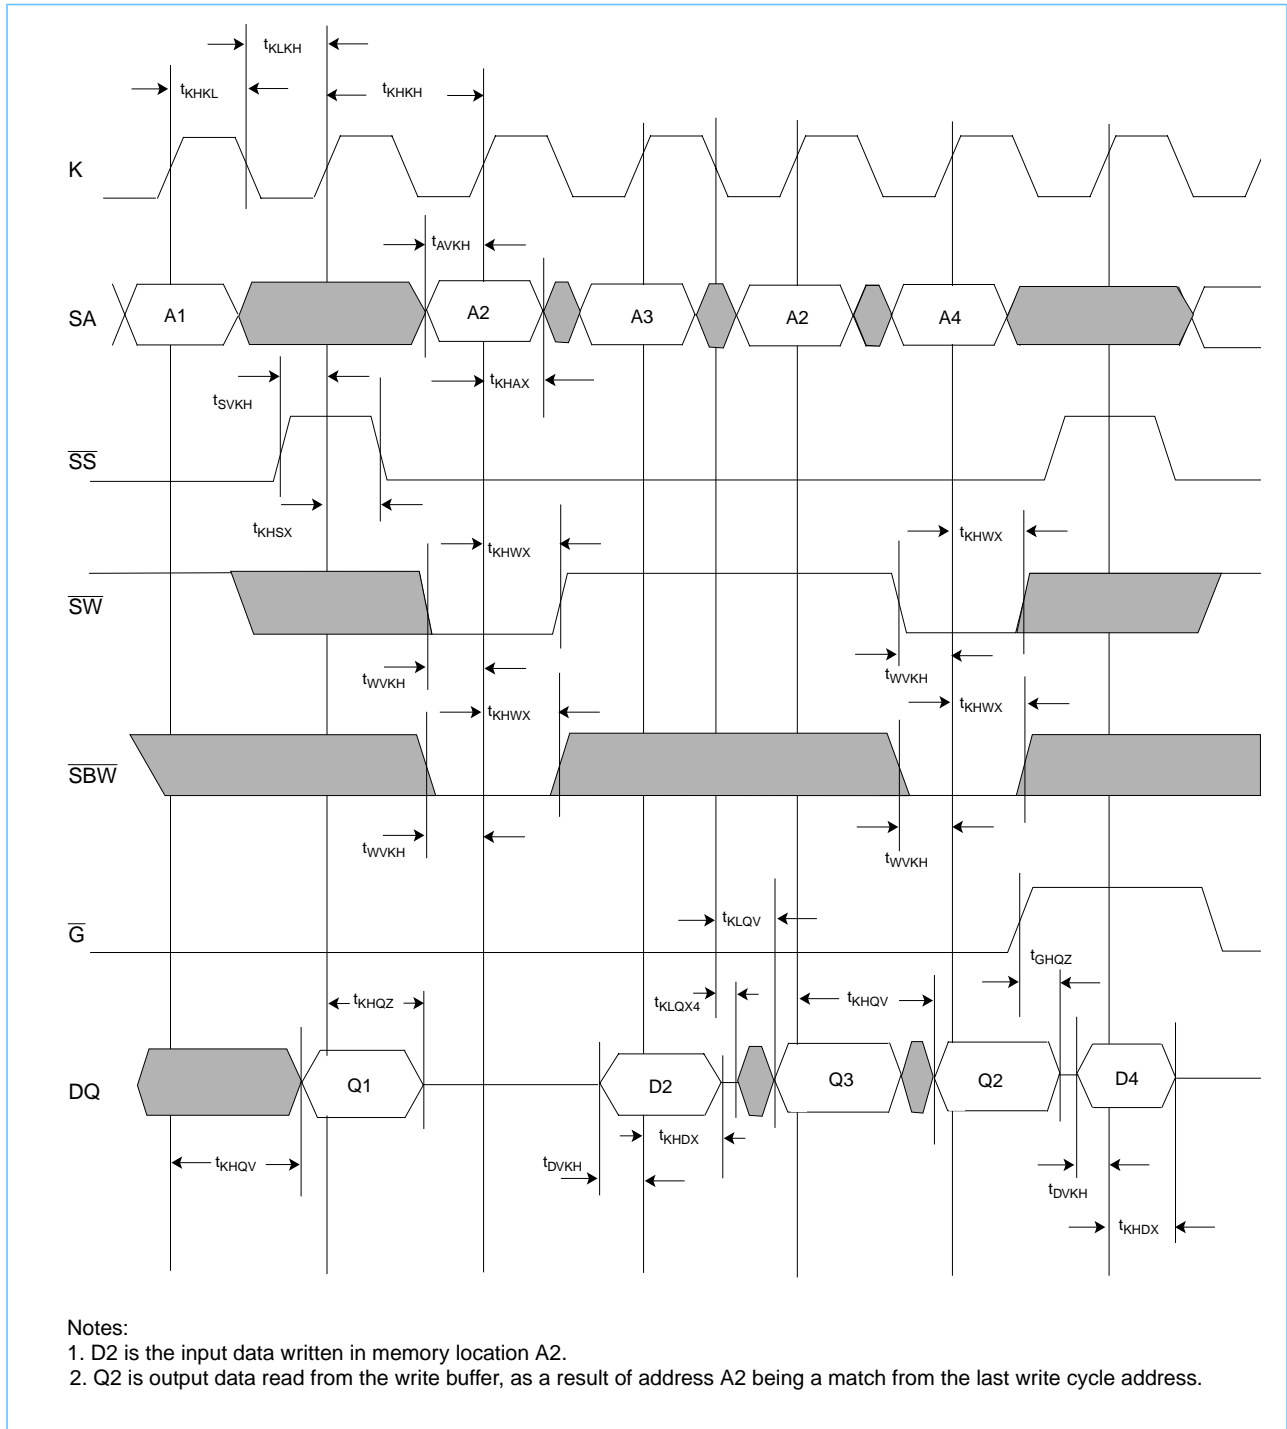 tKLKH
tKHKL
tKHKH
K
tAVKH
SA
A1
A2
A3
A2
A4
tKHAX
tSVKH
SS
tKHSX
tKHWX
tKHWX
SW
tWVKH
tWVKH
tKHWX
tKHWX
SBW
tWVKH
tWVKH
tKLQV
G
tGHQZ
tKHQZ
tKLQX4
tKHQV
DQ
Q1
D2
Q3
Q2
D4
tKHQV
tDVKH
tKHDX
tDVKH
tKHDX
Notes:
1. D2 is the input data written in memory location A2.
2. Q2 is output data read from the write buffer, as a result of address A2 being a match from the last write cycle address.